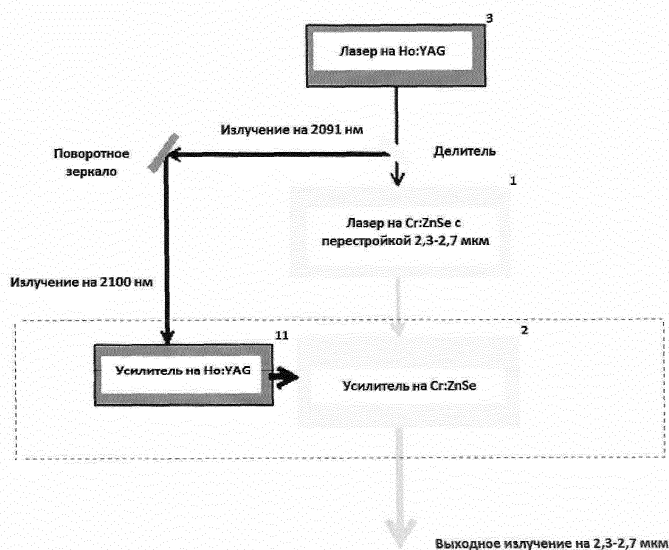 3
Лазер на Ho:YAG
Излучение на 2091 нм
Поворотное
зеркало
Делитель
1
Лазер на Cr:ZnSe с
перестройкой 2,3-2,7 мкм
Излучение на 2100 нм
11
2
Усилитель на Ho:YAG
Усилитель на Cr:ZnSe
Выходное излучение на 2,3-2,7 мкм